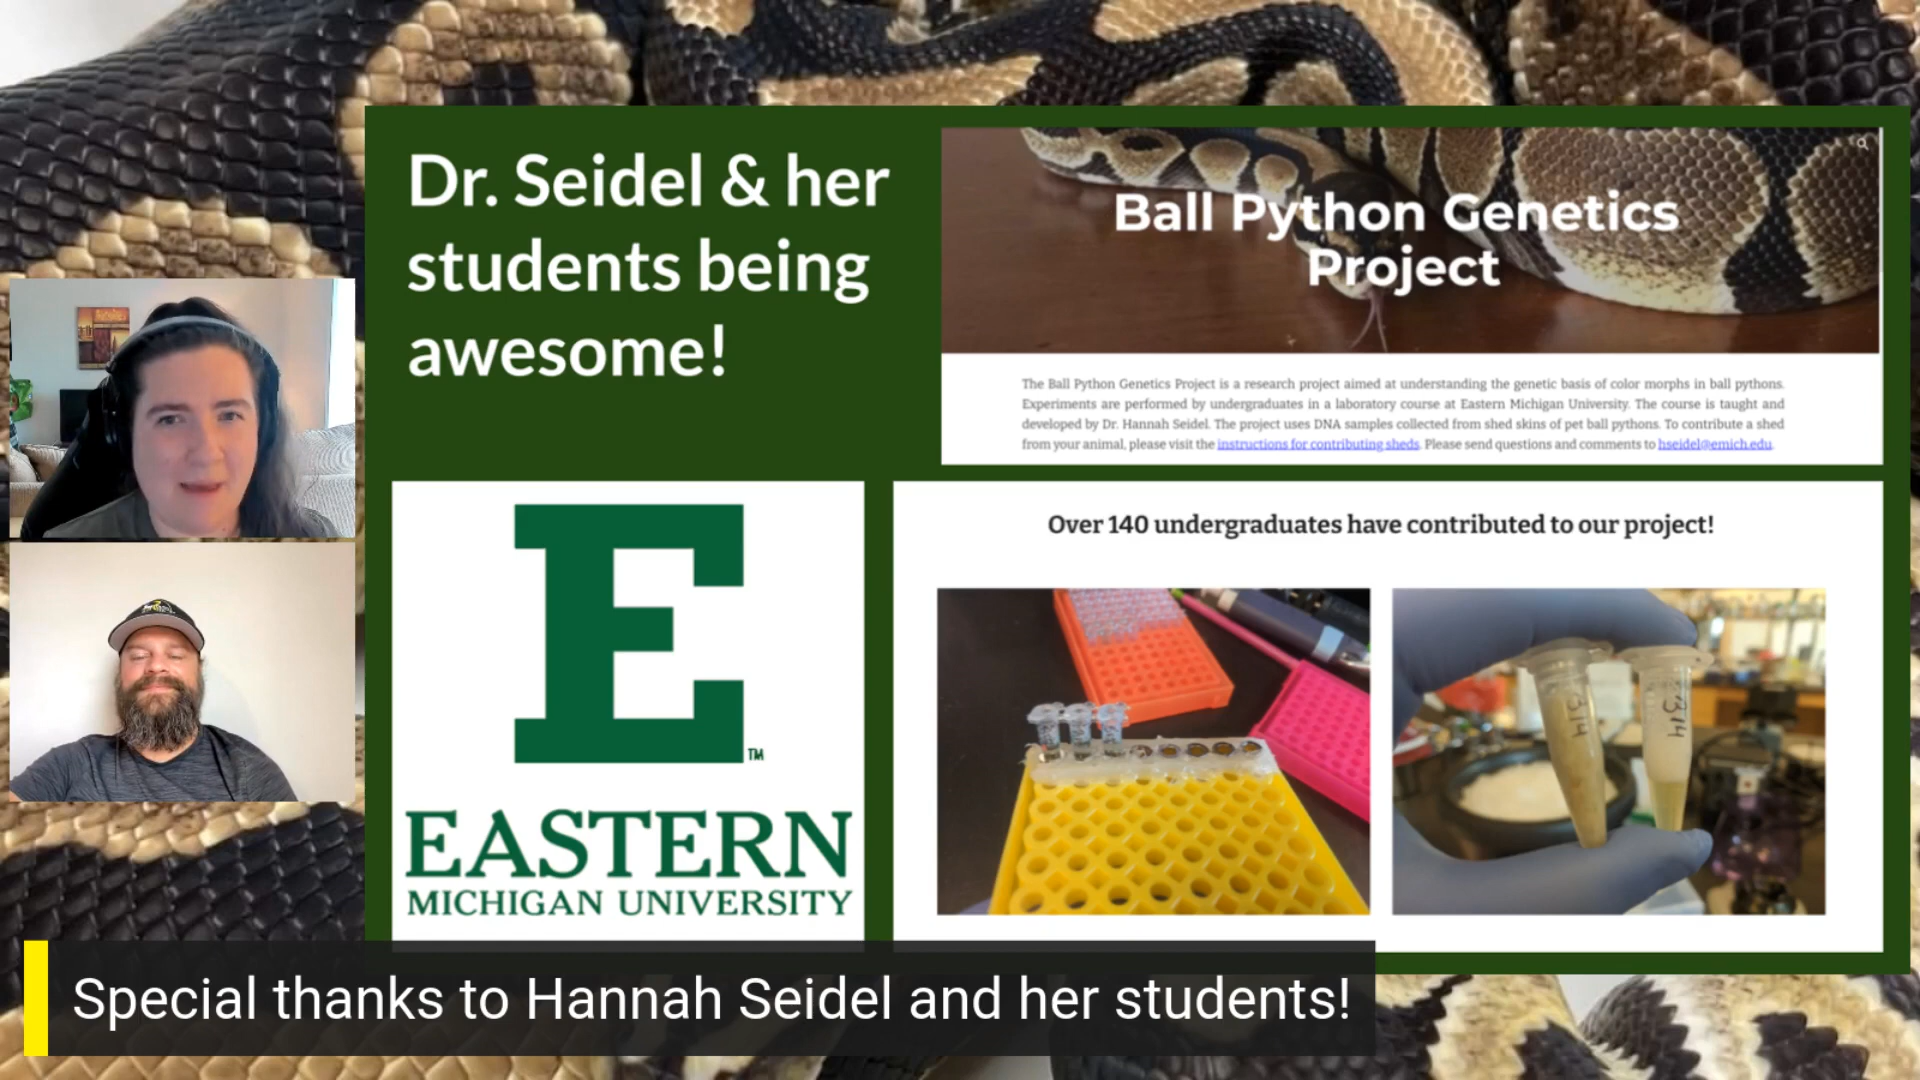 Dr. Seidel & her
students being
awesome!
Ball Python Genetics
Project
The Ball Python Genetics Project is a research project aimed at understanding the genetic basis of color morphs in ball pythons.
Experiments are performed by undergraduates in a laboratory course at Eastern Michigan University. The course is taught and
developed by Dr. Hannah Seidel. The project uses DNA samples collected from shed skins of pet ball pythons. To contribute a shed
from your animal, please visit the instructions for contributing sheds. Please send questions and comments to hseidel@emich.edu.
E
TM
EASTERN
MICHIGAN UNIVERSITY
Over 140 undergraduates have contributed to our project!
Special thanks to Hannah Seidel and her students!